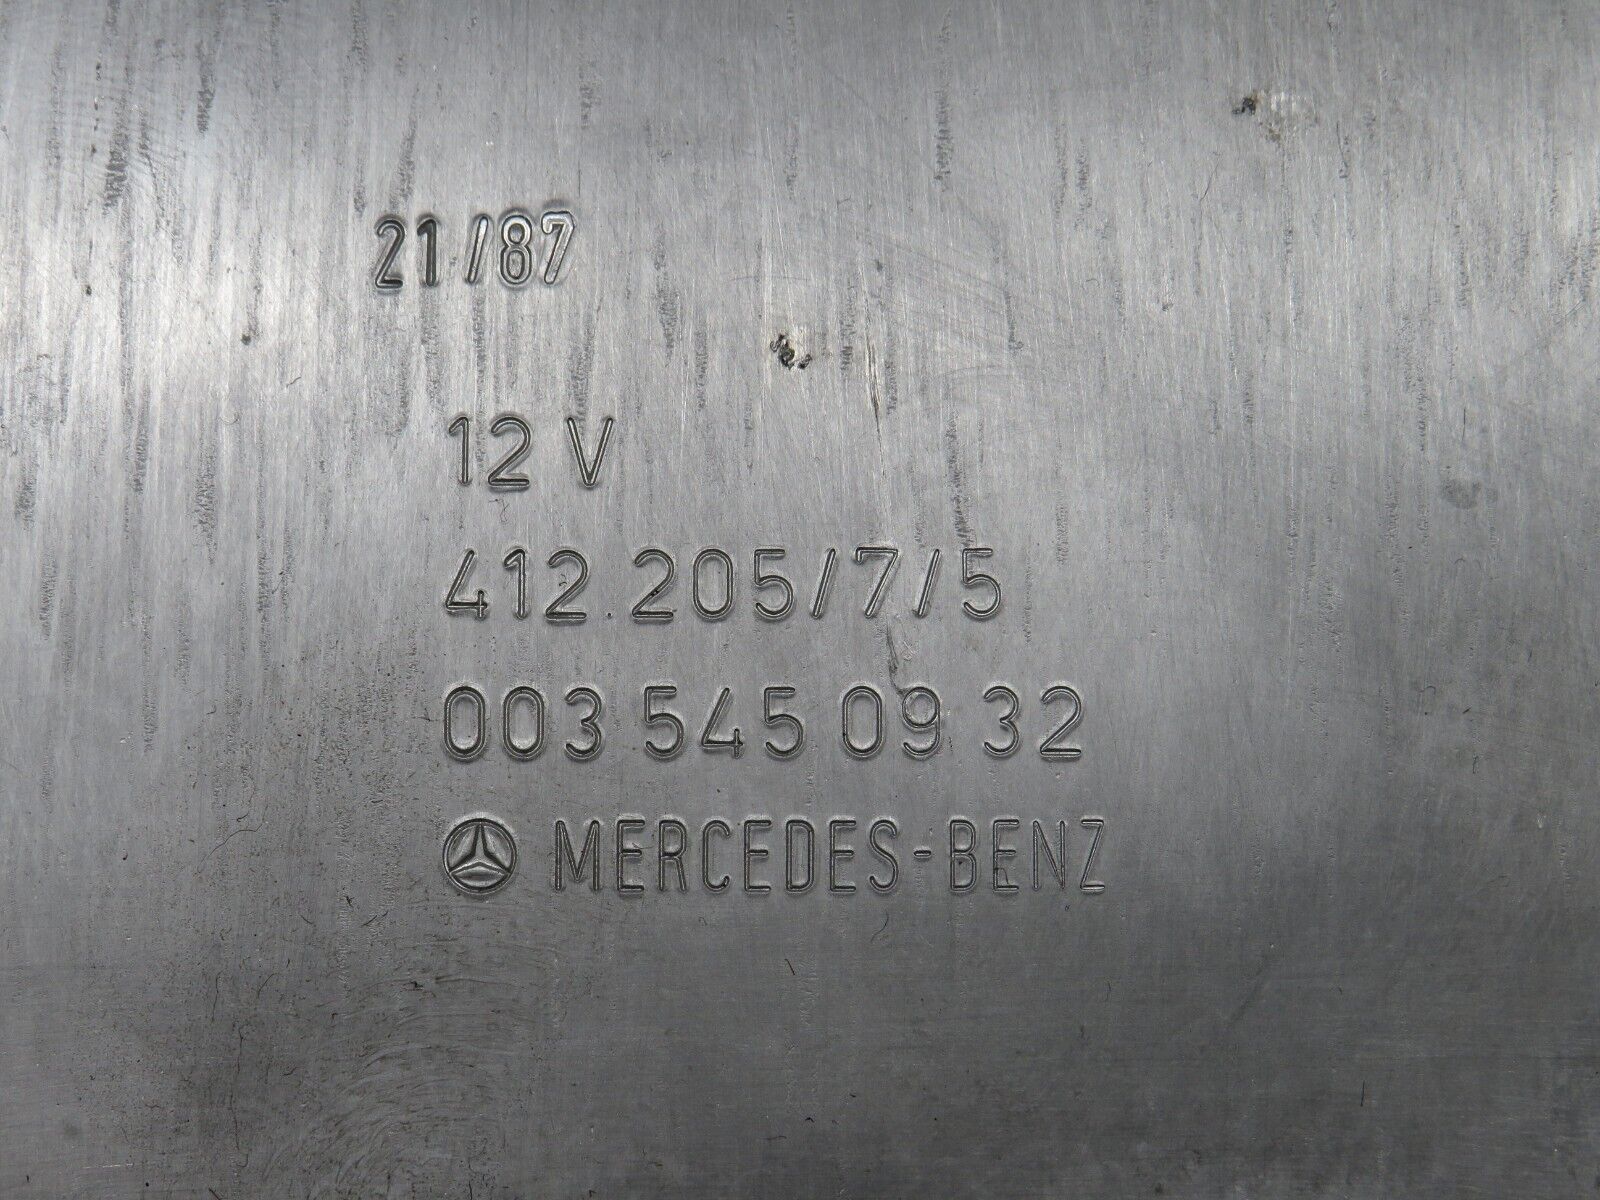 21/87
12 V
412.205/7/5
003 545 09 32
MERCEDES-BENZ